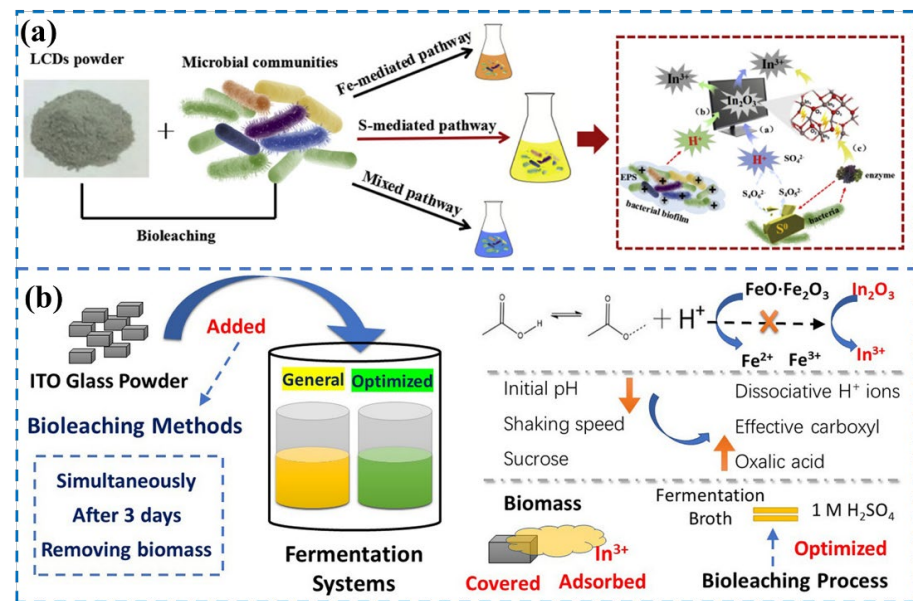 (a)
LCDs powder
Microbial communities
+
Bioleaching
Fe-mediated pathway
S-mediated pathway
Mixed pathway
In³⁺
In³⁺
In₂O₃
(b)
(a)
(c)
H⁺
H⁺
SO₄²⁻
S₄O₆²⁻
EPS
bacterial biofilm
enzyme
S⁰
bacteria
(b)
ITO Glass Powder
Added
Bioleaching Methods
Simultaneously
After 3 days
Removing biomass
General
Optimized
Fermentation
Systems
O
O
H
O
O
+ H⁺
FeO·Fe₂O₃
In₂O₃
Fe²⁺
Fe³⁺
In³⁺
Initial pH
Dissociative H⁺ ions
Shaking speed
Effective carboxyl
Sucrose
Oxalic acid
Biomass
In³⁺
Covered
Adsorbed
Fermentation
Broth
1 M H₂SO₄
Optimized
Bioleaching Process